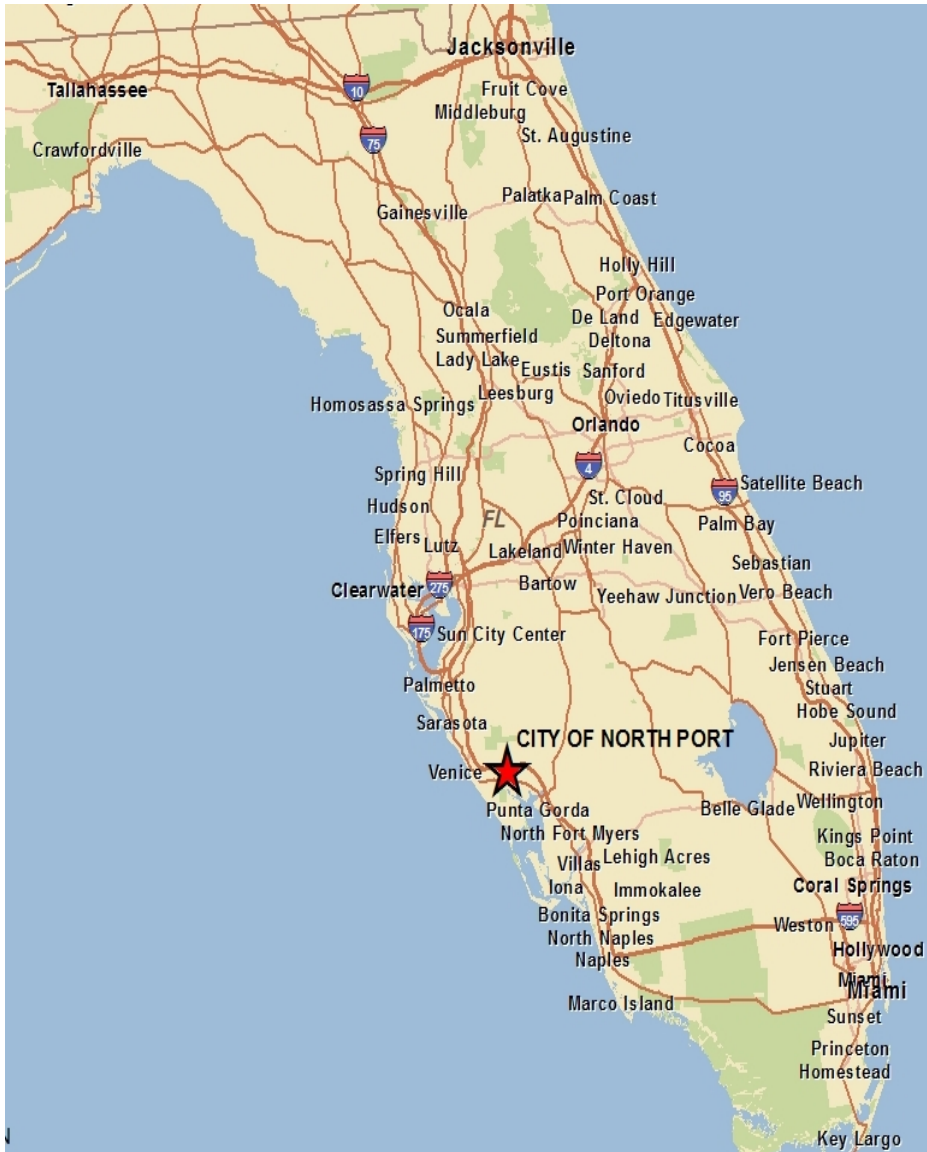 Jacksonville
Tallahassee
10
Fruit Cove
Middleburg
75
St. Augustine
Crawfordville
Palatka
Palm Coast
Gainesville
Holly Hill
Port Orange
Ocala
De Land
Edgewater
Summerfield
Deltona
Lady Lake
Eustis
Sanford
Leesburg
Oviedo
Titusville
Homosassa Springs
Orlando
Cocoa
4
Spring Hill
Satellite Beach
95
St. Cloud
Hudson
FL
Poinciana
Palm Bay
Elfers
Lutz
Lakeland
Winter Haven
Sebastian
Clearwater
275
Bartow
Yeehaw Junction
Vero Beach
175
Sun City Center
Fort Pierce
Jensen Beach
Palmetto
Stuart
Hobe Sound
Sarasota
CITY OF NORTH PORT
Jupiter
Venice
Riviera Beach
Punta Gorda
Belle Glade
Wellington
North Fort Myers
Kings Point
Villas
Lehigh Acres
Boca Raton
Iona
Immokalee
Coral Springs
Bonita Springs
Weston
595
North Naples
Hollywood
Naples
Miami
Miami
Marco Island
Sunset
Princeton
Homestead
Key Largo